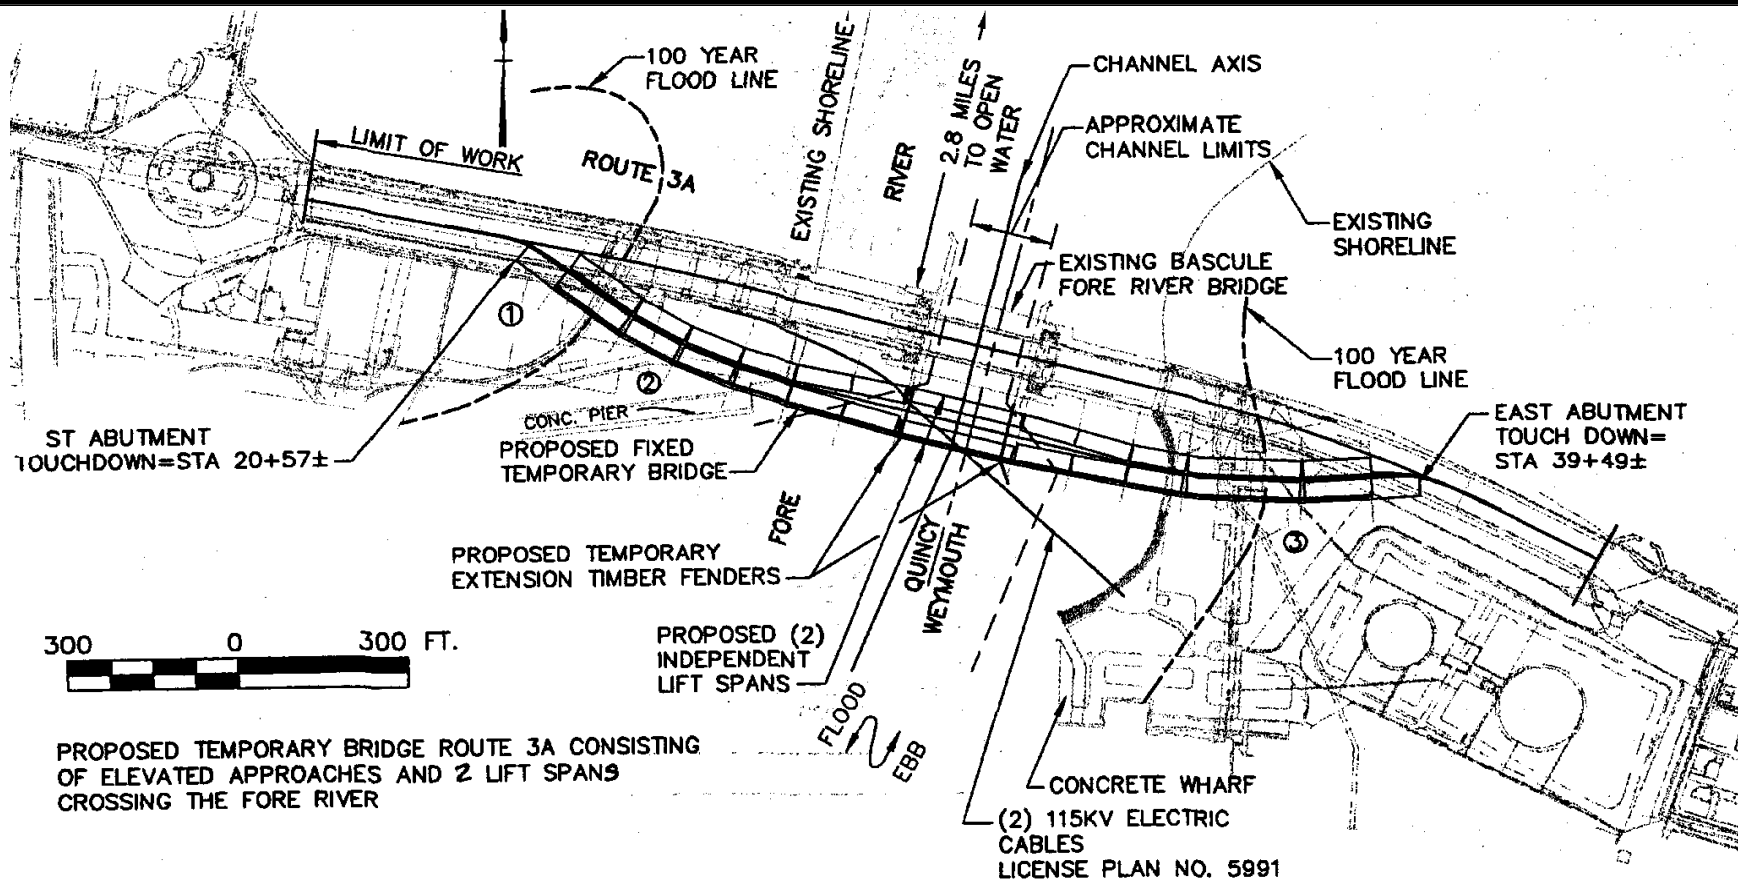 100 YEAR
FLOOD LINE
LIMIT OF WORK
ROUTE 3A
EXISTING SHORELINE
RIVER
2.8 MILES
TO OPEN
WATER
CHANNEL AXIS
APPROXIMATE
CHANNEL LIMITS
EXISTING
SHORELINE
EXISTING BASCULE
FORE RIVER BRIDGE
100 YEAR
FLOOD LINE
EAST ABUTMENT
TOUCH DOWN=
STA 39+49±
1
2
3
CONC. PIER
ST ABUTMENT
TOUCHDOWN=STA 20+57±
PROPOSED FIXED
TEMPORARY BRIDGE
FORE
PROPOSED TEMPORARY
EXTENSION TIMBER FENDERS
QUINCY
WEYMOUTH
PROPOSED (2)
INDEPENDENT
LIFT SPANS
300 0 300 FT.
FLOOD
EBB
PROPOSED TEMPORARY BRIDGE ROUTE 3A CONSISTING
OF ELEVATED APPROACHES AND 2 LIFT SPANS
CROSSING THE FORE RIVER
CONCRETE WHARF
(2) 115KV ELECTRIC
CABLES
LICENSE PLAN NO. 5991